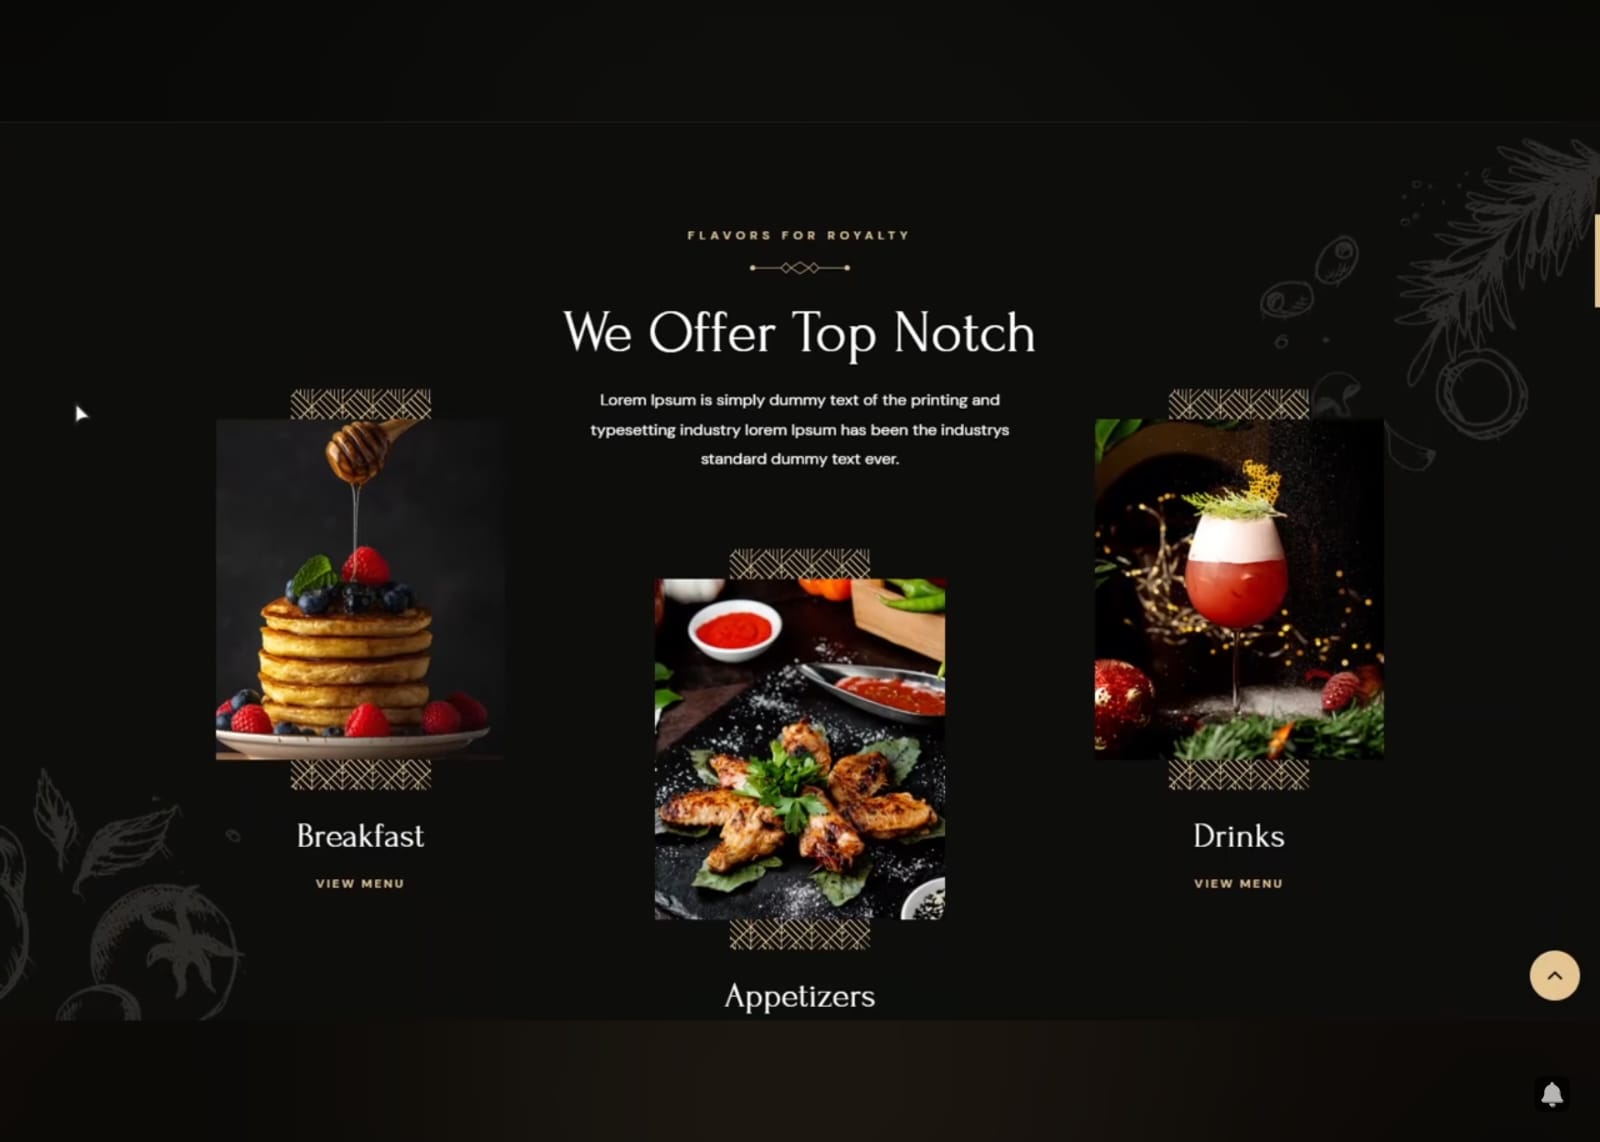 FLAVORS FOR ROYALTY
We Offer Top Notch
Lorem Ipsum is simply dummy text of the printing and
typesetting industry lorem Ipsum has been the industrys
standard dummy text ever.
Breakfast
VIEW MENU
Appetizers
Drinks
VIEW MENU